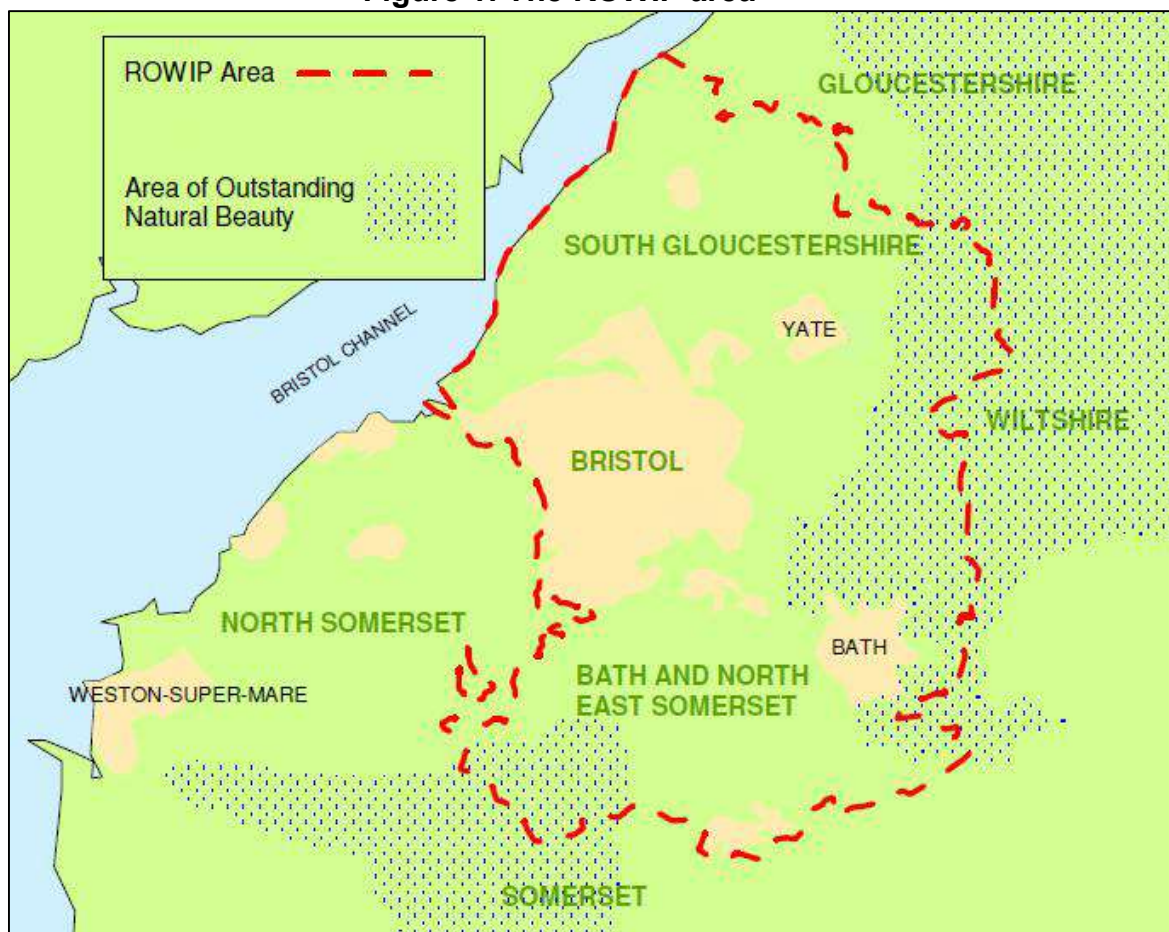 Figure 1: The ROWIP area
ROWIP Area
Area of Outstanding
Natural Beauty
GLOUCESTERSHIRE
SOUTH GLOUCESTERSHIRE
YATE
BRISTOL CHANNEL
WILTSHIRE
BRISTOL
NORTH SOMERSET
BATH
BATH AND NORTH
EAST SOMERSET
WESTON-SUPER-MARE
SOMERSET